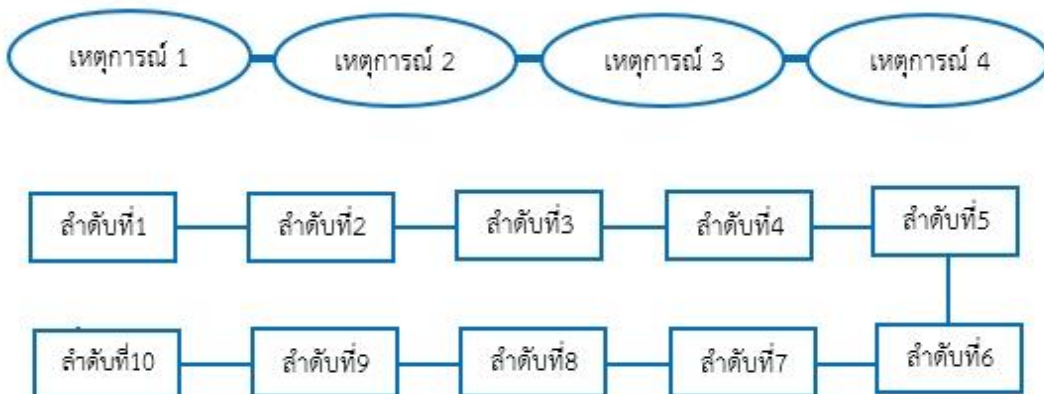 เหตุการณ์ 1 เหตุการณ์ 2 เหตุการณ์ 3 เหตุการณ์ 4
ลำดับที่1 ลำดับที่2 ลำดับที่3 ลำดับที่4 ลำดับที่5
ลำดับที่10 ลำดับที่9 ลำดับที่8 ลำดับที่7 ลำดับที่6